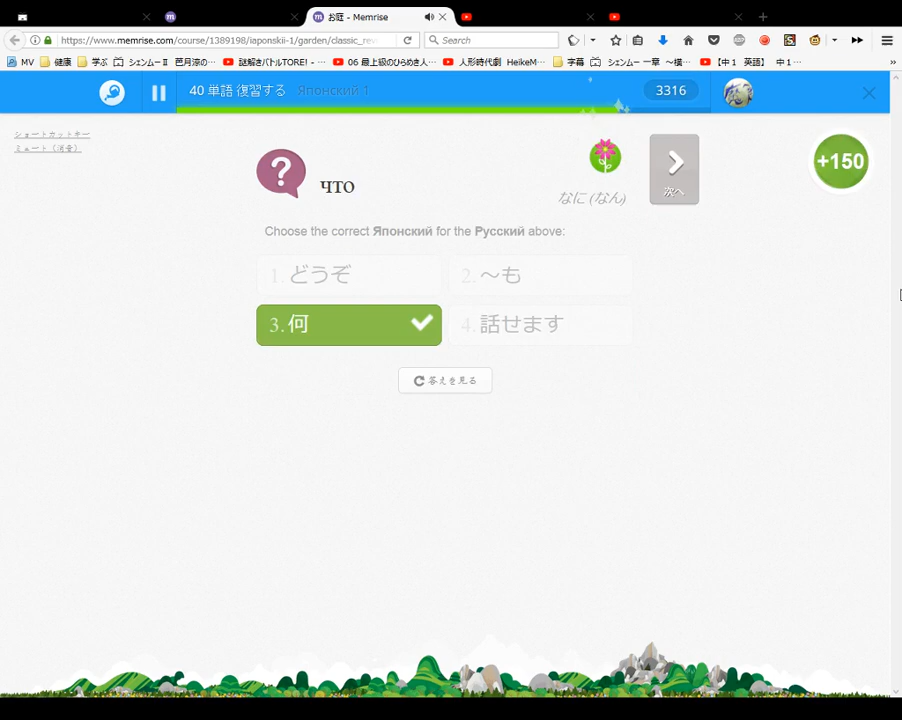 お庭 - Memrise
https://www.memrise.com/course/1389198/iaponskii-1/garden/classic_rev
Search
MV 健康 学ぶ シェンムーⅡ 芭月涼の… 謎解きバトルTORE! -… 06 最上級のひらめき人… 人形時代劇 HeikeM… 字幕 シェンムー 一章 ～横… 【中１ 英語】 中１…
40 単語 復習する Японский 1 3316
ショートカットキー
ミュート（消音）
+150
что
なに (なん)
次へ
Choose the correct Японский for the Русский above:
1. どうぞ
2. ～も
3. 何
4. 話せます
答えを見る